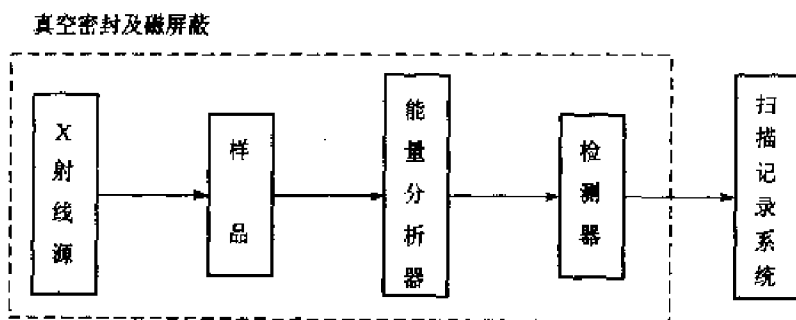 真空密封及磁屏蔽
X射线源
样品
能量分析器
检测器
扫描记录系统